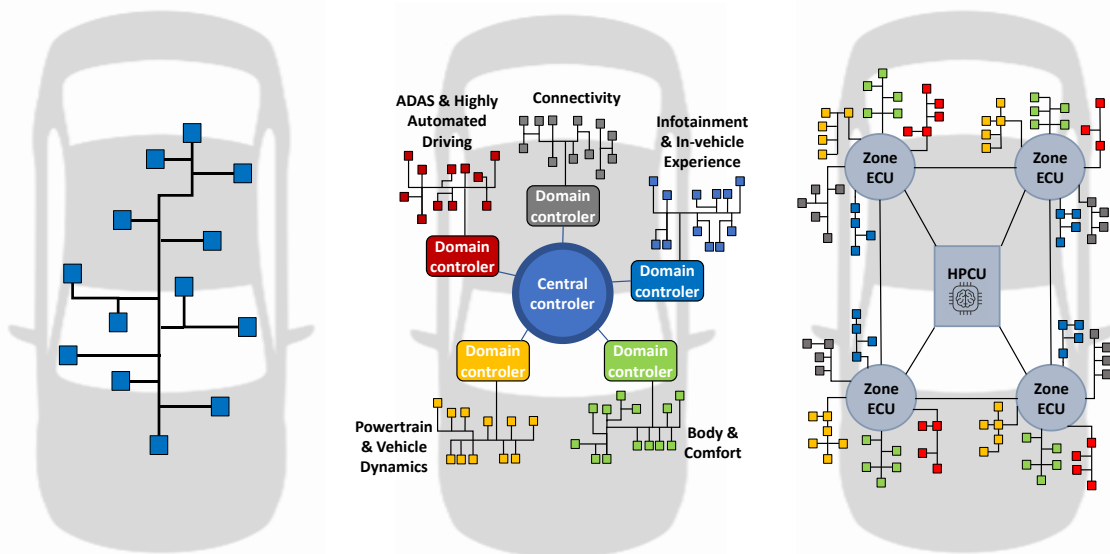 ADAS & Highly
Automated
Driving
Connectivity
Infotainment
& In-vehicle
Experience
Domain
controler
Domain
controler
Domain
controler
Central
controler
Domain
controler
Domain
controler
Powertrain
& Vehicle
Dynamics
Body &
Comfort
Zone
ECU
Zone
ECU
HPCU
Zone
ECU
Zone
ECU